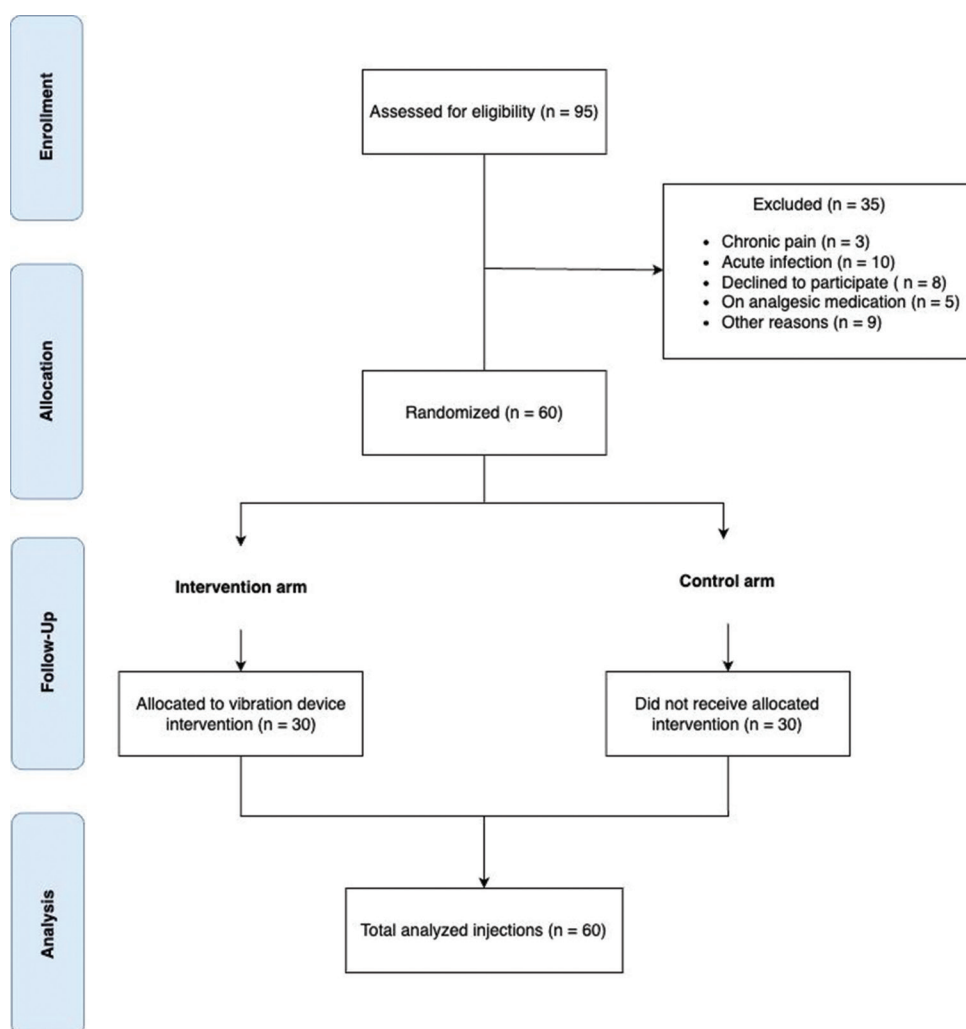 Enrollment
Assessed for eligibility (n = 95)
Excluded (n = 35)
• Chronic pain (n = 3)
• Acute infection (n = 10)
• Declined to participate ( n = 8)
• On analgesic medication (n = 5)
• Other reasons (n = 9)
Allocation
Randomized (n = 60)
Follow-Up
Intervention arm
Control arm
Allocated to vibration device
intervention (n = 30)
Did not receive allocated
intervention (n = 30)
Analysis
Total analyzed injections (n = 60)